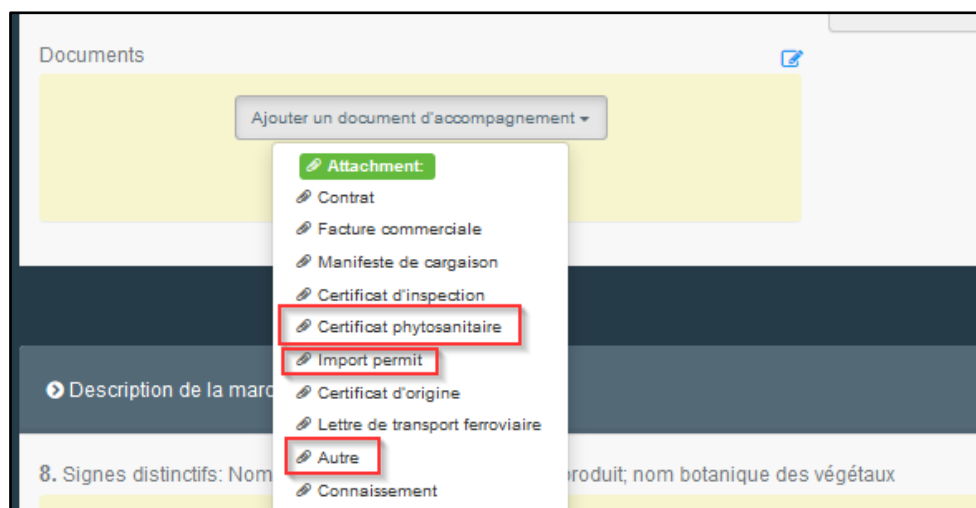 Documents
Ajouter un document d'accompagnement
Attachment:
Contrat
Facture commerciale
Manifeste de cargaison
Certificat d'inspection
Certificat phytosanitaire
Import permit
Certificat d'origine
Lettre de transport ferroviaire
Autre
Connaissement
Description de la marc
8. Signes distinctifs: Nom roduit; nom botanique des végétaux